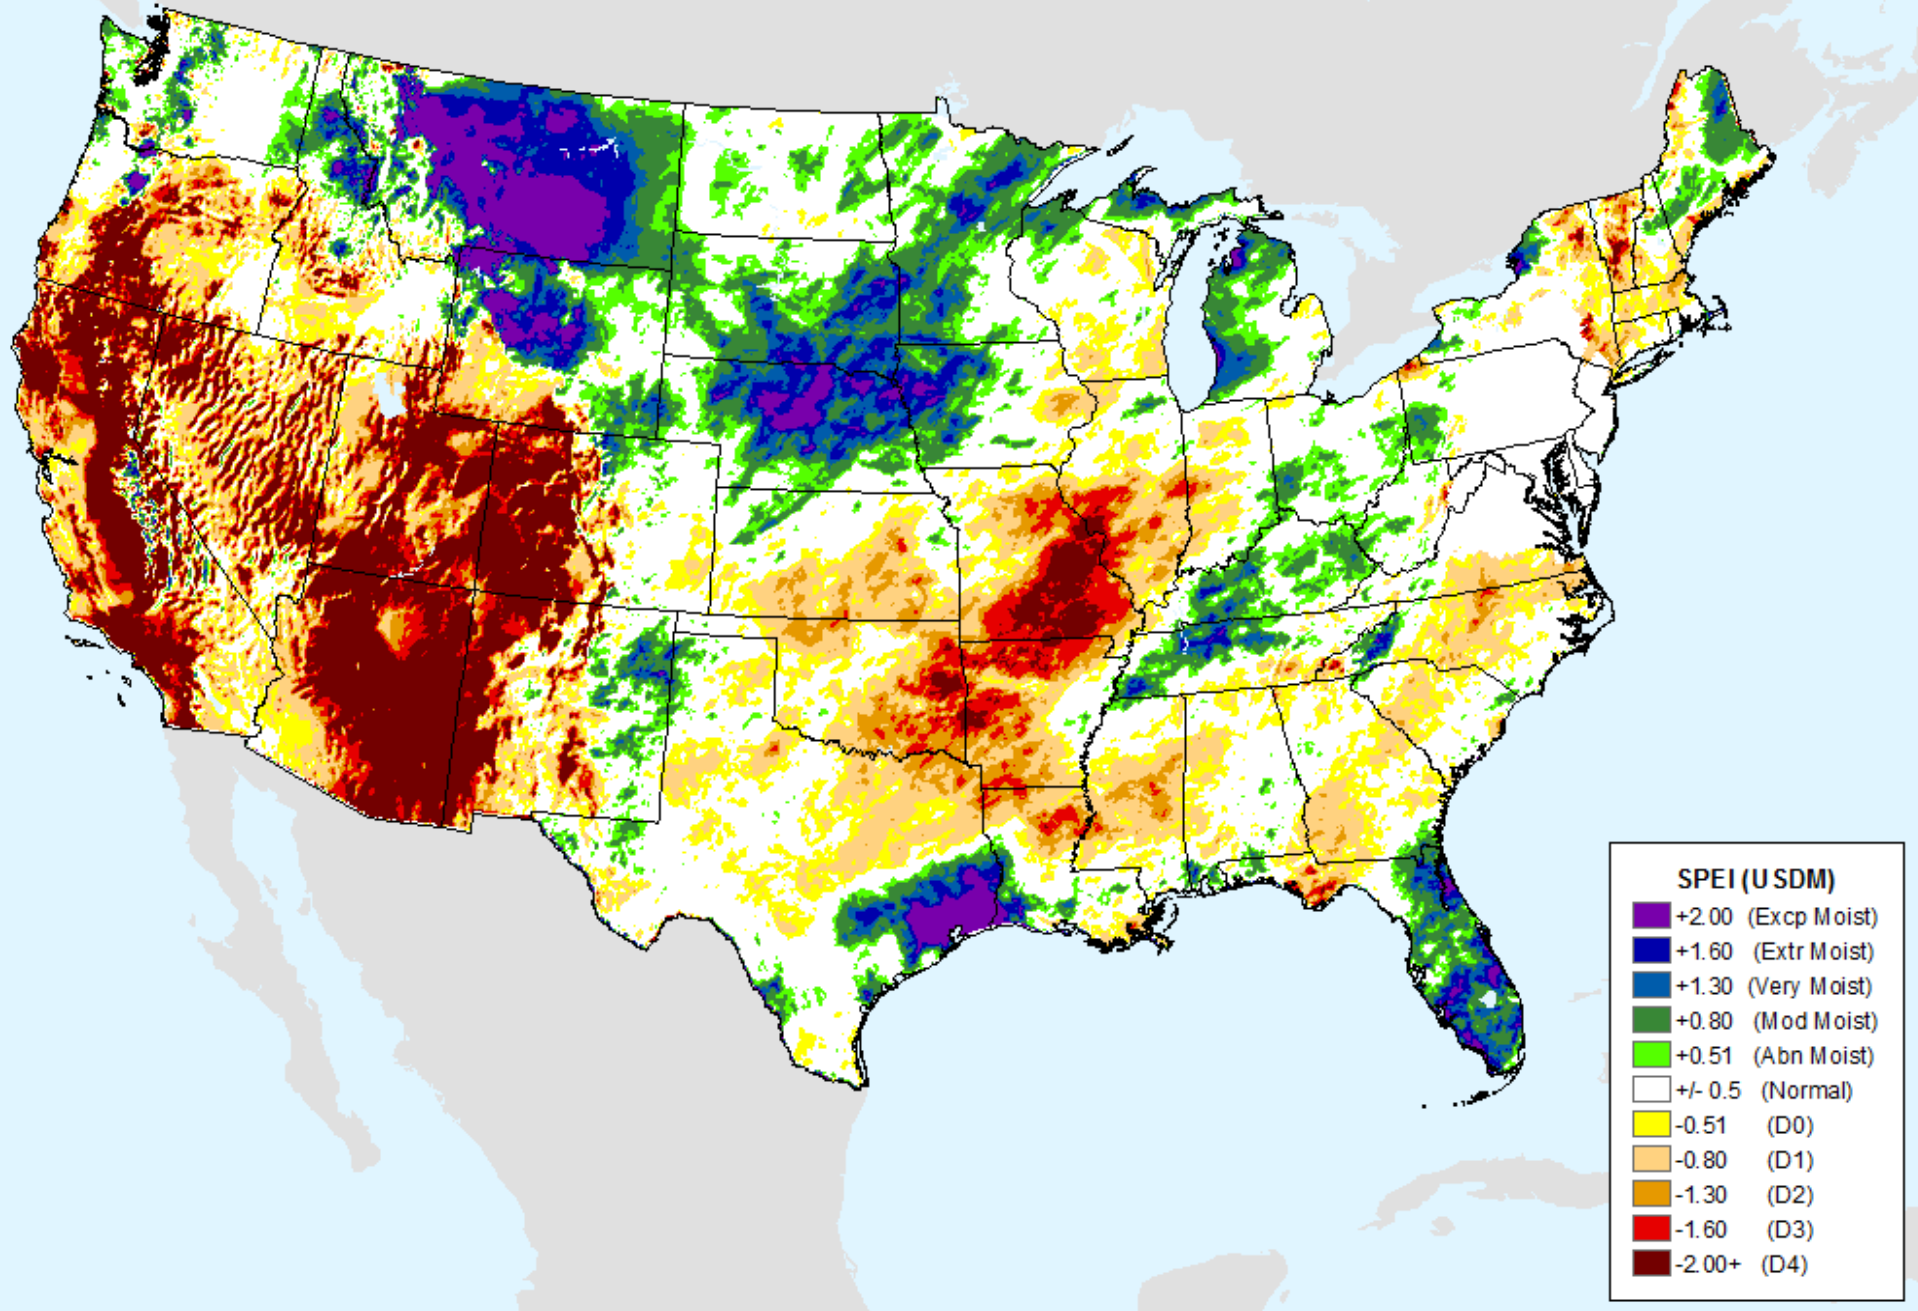 SPEI (USDM)
+2.00 (Excp Moist)
+1.60 (Extr Moist)
+1.30 (Very Moist)
+0.80 (Mod Moist)
+0.51 (Abn Moist)
+/- 0.5 (Normal)
-0.51 (D0)
-0.80 (D1)
-1.30 (D2)
-1.60 (D3)
-2.00+ (D4)